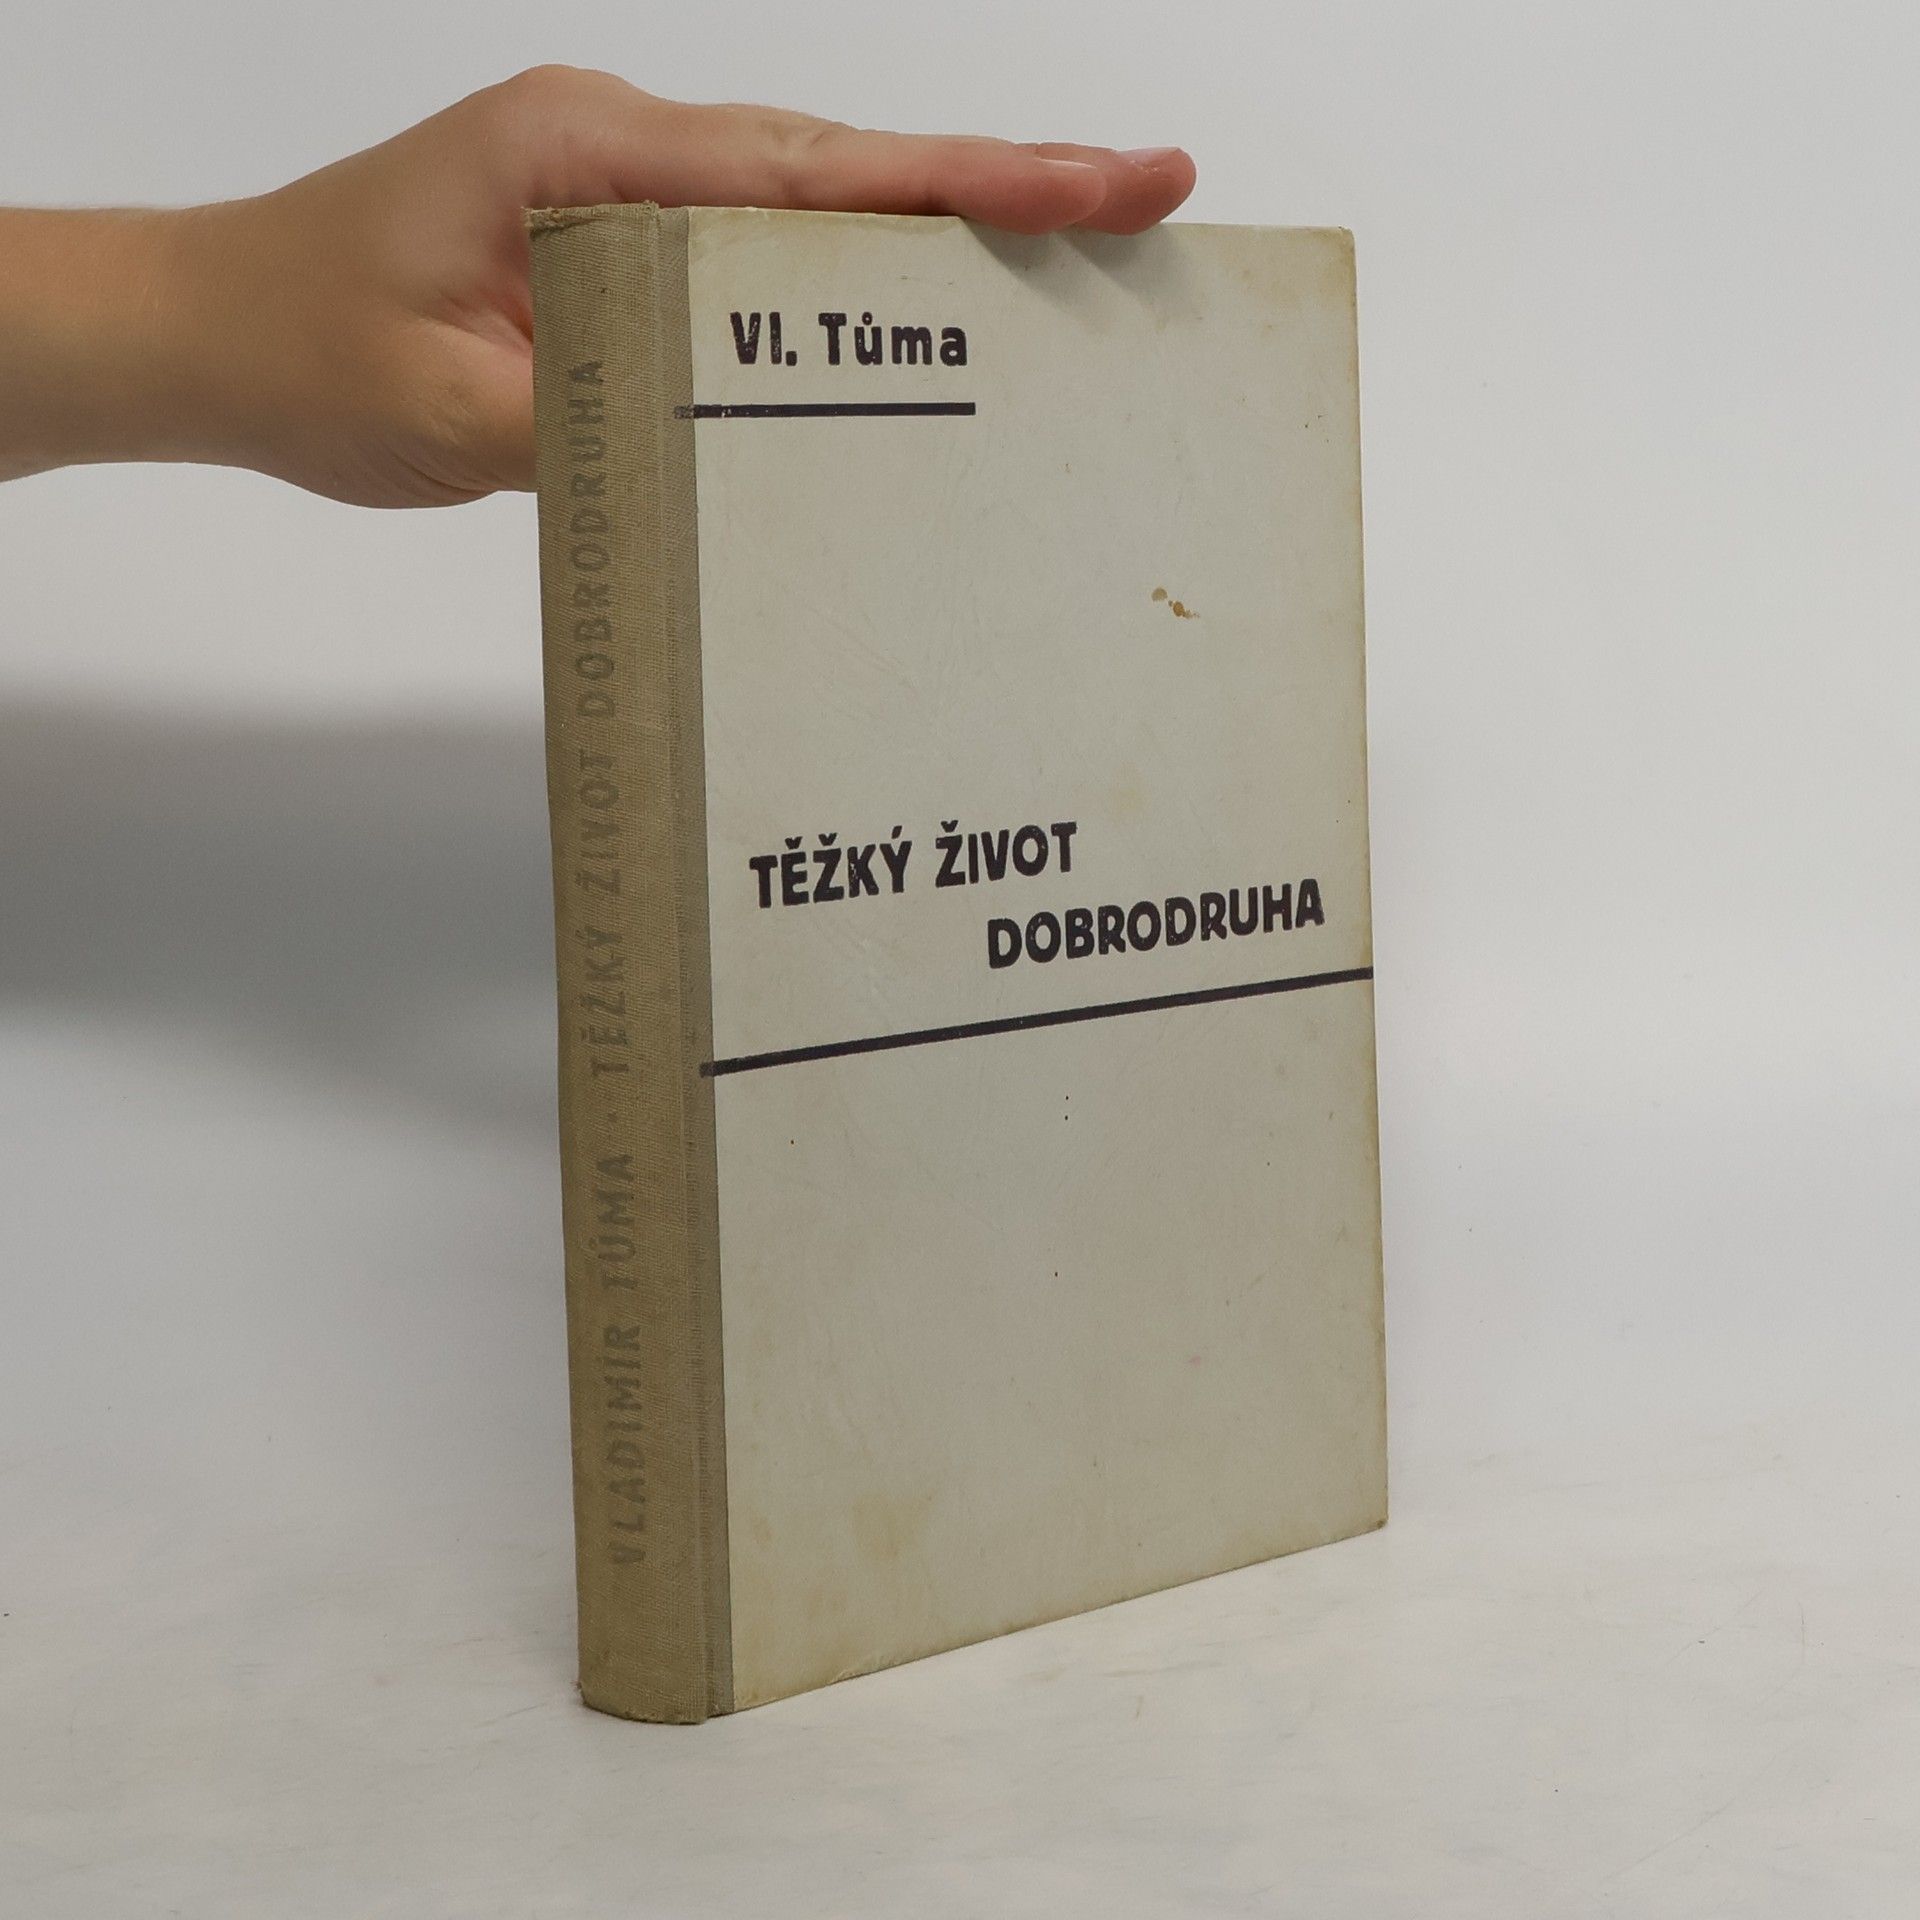 Vl. Tůma
TĚŽKÝ ŽIVOT
DOBRODRUHA
VLADIMÍR TŮMA · TĚŽKÝ ŽIVOT DOBRODRUHA